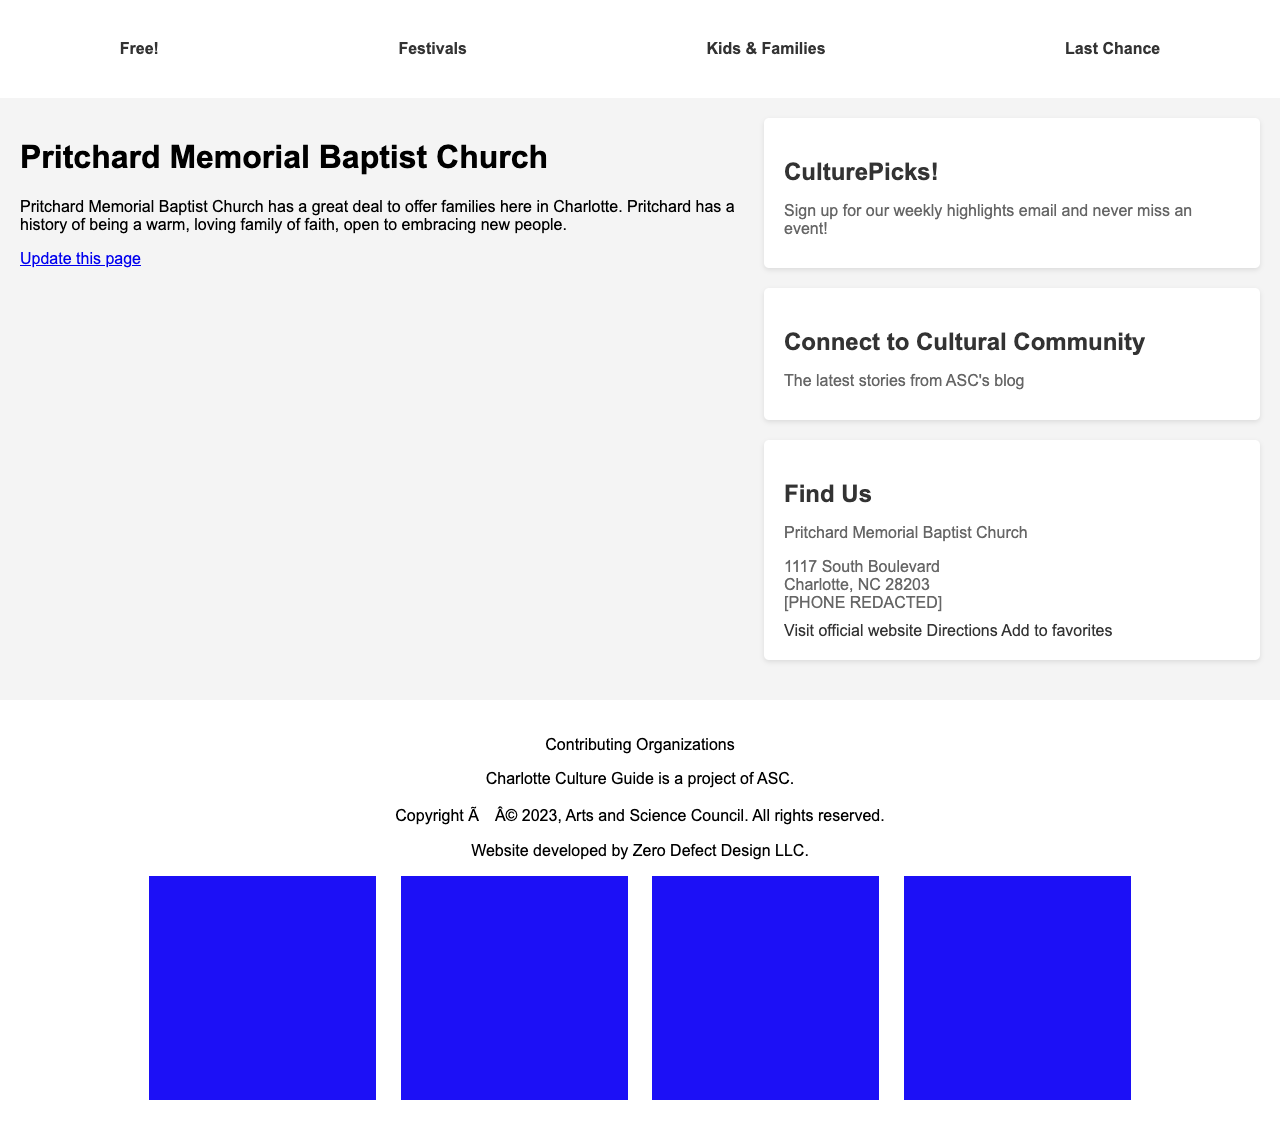 Free!
Festivals
Kids & Families
Last Chance
Pritchard Memorial Baptist Church
Pritchard Memorial Baptist Church has a great deal to offer families here in Charlotte. Pritchard has a
history of being a warm, loving family of faith, open to embracing new people.
Update this page
CulturePicks!
Sign up for our weekly highlights email and never miss an
event!
Connect to Cultural Community
The latest stories from ASC's blog
Find Us
Pritchard Memorial Baptist Church
1117 South Boulevard
Charlotte, NC 28203
[PHONE REDACTED]
Visit official website Directions Add to favorites
Contributing Organizations
Charlotte Culture Guide is a project of ASC.
Copyright Ã Â© 2023, Arts and Science Council. All rights reserved.
Website developed by Zero Defect Design LLC.